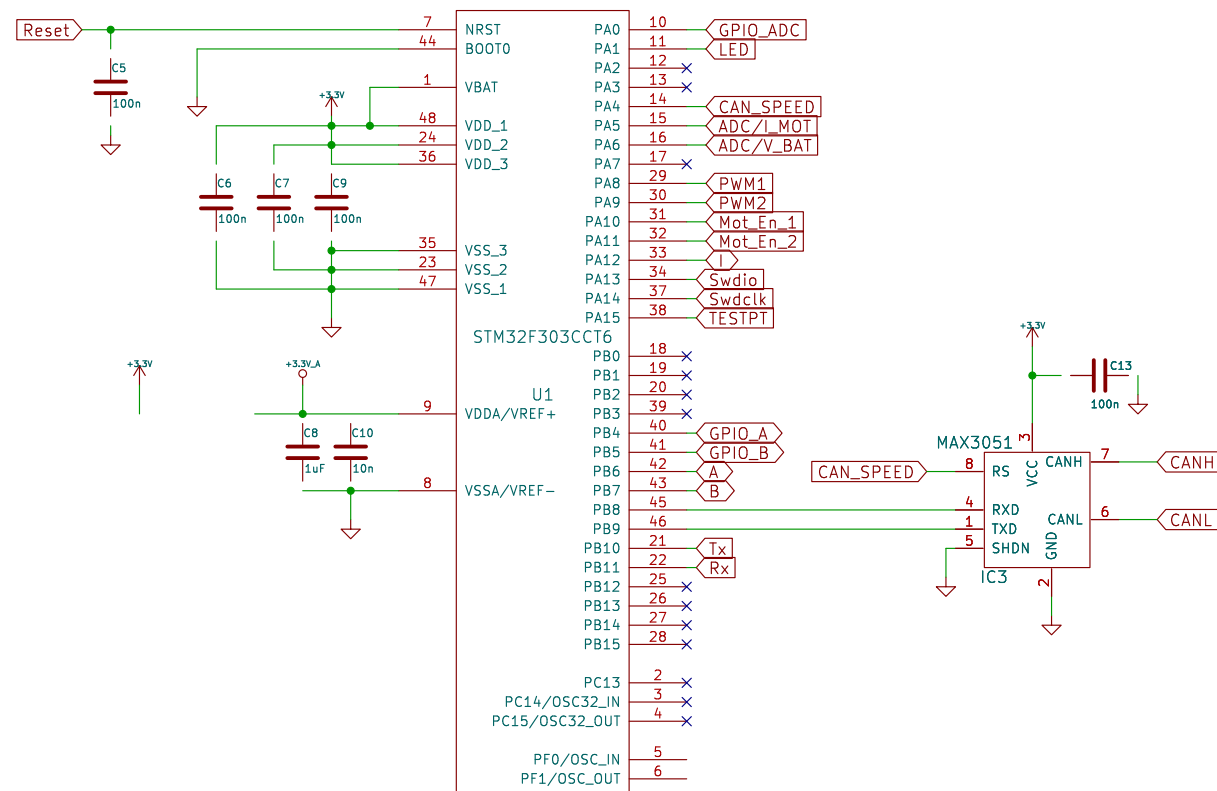 Reset
7 NRST
44 BOOT0
C5
100n
1 VBAT
+3.3V
48 VDD_1
24 VDD_2
36 VDD_3
C6
100n
C7
100n
C9
100n
35 VSS_3
23 VSS_2
47 VSS_1
+3.3V
+3.3V_A
9 VDDA/VREF+
C8
1uF
C10
10n
8 VSSA/VREF-
STM32F303CCT6
U1
PA0 10 GPIO_ADC
PA1 11 LED
PA2 12
PA3 13
PA4 14 CAN_SPEED
PA5 15 ADC/I_MOT
PA6 16 ADC/V_BAT
PA7 17
PA8 29 PWM1
PA9 30 PWM2
PA10 31 Mot_En_1
PA11 32 Mot_En_2
PA12 33 I
PA13 34 Swdio
PA14 37 Swdclk
PA15 38 TESTPT
PB0 18
PB1 19
PB2 20
PB3 39
PB4 40 GPIO_A
PB5 41 GPIO_B
PB6 42 A
PB7 43 B
PB8 45
PB9 46
PB10 21 Tx
PB11 22 Rx
PB12 25
PB13 26
PB14 27
PB15 28
PC13 2
PC14/OSC32_IN 3
PC15/OSC32_OUT 4
PF0/OSC_IN 5
PF1/OSC_OUT 6
+3.3V
C13
100n
MAX3051
3 VCC
CAN_SPEED 8 RS
4 RXD
1 TXD
5 SHDN
CANH 7 CANH
CANL 6 CANL
GND 2
IC3